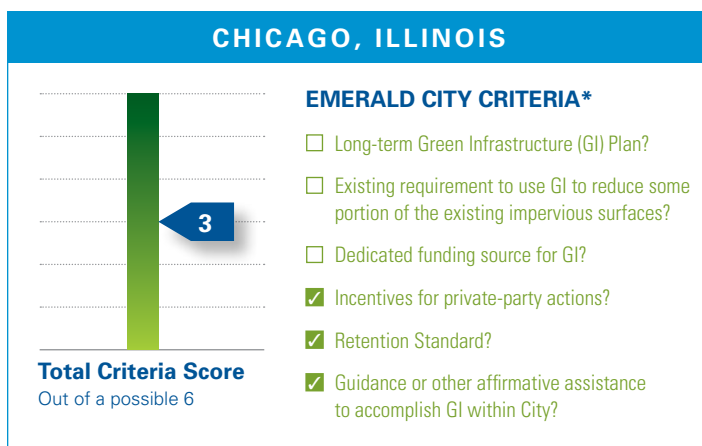 CHICAGO, ILLINOIS
3
Total Criteria Score
Out of a possible 6
EMERALD CITY CRITERIA*
☐ Long-term Green Infrastructure (GI) Plan?
☐ Existing requirement to use GI to reduce some
portion of the existing impervious surfaces?
☐ Dedicated funding source for GI?
☑ Incentives for private-party actions?
☑ Retention Standard?
☑ Guidance or other affirmative assistance
to accomplish GI within City?